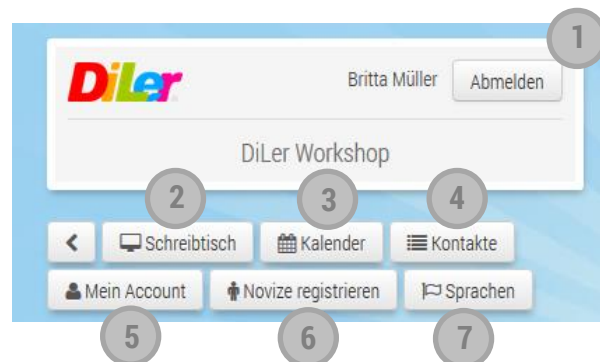 1
DiLer
Britta Müller
Abmelden
DiLer Workshop
2
3
4
Schreibtisch
Kalender
Kontakte
Mein Account
Novize registrieren
Sprachen
5
6
7